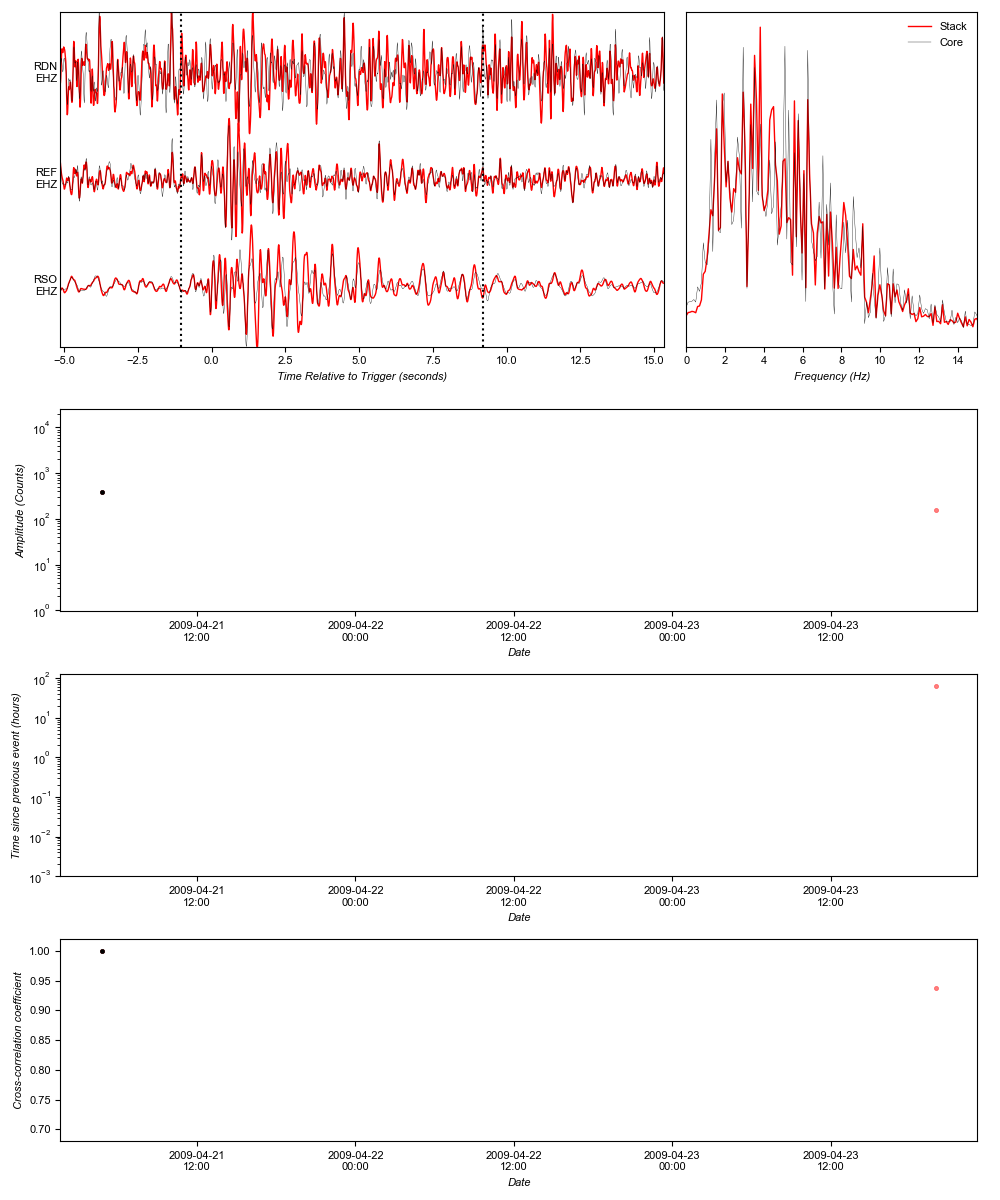 RDN
EHZ
REF
EHZ
RSO
EHZ
−5.0 −2.5 0.0 2.5 5.0 7.5 10.0 12.5 15.0
Time Relative to Trigger (seconds)
Stack
Core
0 2 4 6 8 10 12 14
Frequency (Hz)
10^4
10^3
10^2
10^1
10^0
Amplitude (Counts)
2009-04-21 2009-04-22 2009-04-22 2009-04-23 2009-04-23
12:00 00:00 12:00 00:00 12:00
Date
10^2
10^1
10^0
10^−1
10^−2
10^−3
Time since previous event (hours)
2009-04-21 2009-04-22 2009-04-22 2009-04-23 2009-04-23
12:00 00:00 12:00 00:00 12:00
Date
1.00
0.95
0.90
0.85
0.80
0.75
0.70
Cross-correlation coefficient
2009-04-21 2009-04-22 2009-04-22 2009-04-23 2009-04-23
12:00 00:00 12:00 00:00 12:00
Date